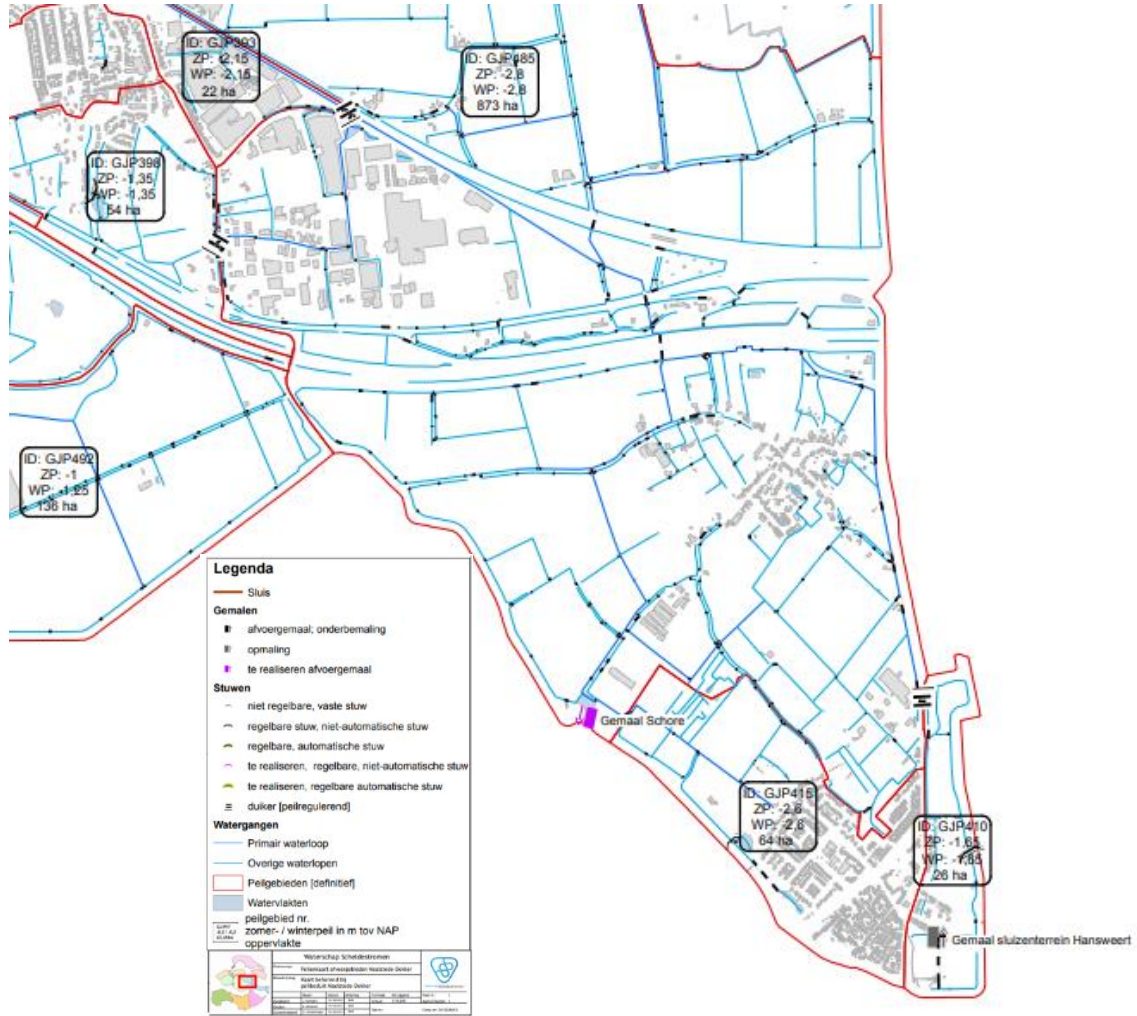 ID: GJP393
ZP: -2,15
WP: -2,15
22 ha
ID: GJP485
ZP: -2,8
WP: -2,8
873 ha
ID: GJP398
ZP: -1,35
WP: -1,35
54 ha
ID: GJP492
ZP: -1
WP: -1,25
136 ha
Legenda
Sluis
Gemalen
afvoergemaal; onderbemaling
opmaling
te realiseren afvoergemaal
Stuwen
niet regelbare, vaste stuw
regelbare stuw, niet-automatische stuw
regelbare, automatische stuw
te realiseren, regelbare, niet-automatische stuw
te realiseren, regelbare automatische stuw
duiker [peilregulerend]
Watergangen
Primair waterloop
Overige waterlopen
Peilgebieden [definitief]
Watervlakten
peilgebied nr.
zomer- / winterpeil in m tov NAP
oppervlakte
Gemaal Schore
ID: GJP415
ZP: -2,6
WP: -2,6
64 ha
ID: GJP410
ZP: -1,65
WP: -1,65
26 ha
Gemaal sluizenterrein Hansweert
Waterschap Scheldestromen